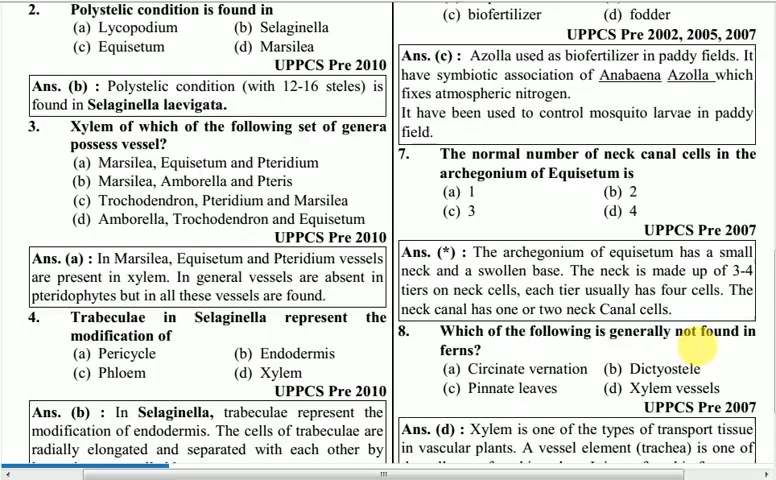 2. Polystelic condition is found in
(a) Lycopodium (b) Selaginella
(c) Equisetum (d) Marsilea
UPPCS Pre 2010
Ans. (b) : Polystelic condition (with 12-16 steles) is
found in Selaginella laevigata.
3. Xylem of which of the following set of genera
possess vessel?
(a) Marsilea, Equisetum and Pteridium
(b) Marsilea, Amborella and Pteris
(c) Trochodendron, Pteridium and Marsilea
(d) Amborella, Trochodendron and Equisetum
UPPCS Pre 2010
Ans. (a) : In Marsilea, Equisetum and Pteridium vessels
are present in xylem. In general vessels are absent in
pteridophytes but in all these vessels are found.
4. Trabeculae in Selaginella represent the
modification of
(a) Pericycle (b) Endodermis
(c) Phloem (d) Xylem
UPPCS Pre 2010
Ans. (b) : In Selaginella, trabeculae represent the
modification of endodermis. The cells of trabeculae are
radially elongated and separated with each other by
(c) biofertilizer (d) fodder
UPPCS Pre 2002, 2005, 2007
Ans. (c) : Azolla used as biofertilizer in paddy fields. It
have symbiotic association of Anabaena Azolla which
fixes atmospheric nitrogen.
It have been used to control mosquito larvae in paddy
field.
7. The normal number of neck canal cells in the
archegonium of Equisetum is
(a) 1 (b) 2
(c) 3 (d) 4
UPPCS Pre 2007
Ans. (*) : The archegonium of equisetum has a small
neck and a swollen base. The neck is made up of 3-4
tiers on neck cells, each tier usually has four cells. The
neck canal has one or two neck Canal cells.
8. Which of the following is generally not found in
ferns?
(a) Circinate vernation (b) Dictyostele
(c) Pinnate leaves (d) Xylem vessels
UPPCS Pre 2007
Ans. (d) : Xylem is one of the types of transport tissue
in vascular plants. A vessel element (trachea) is one of